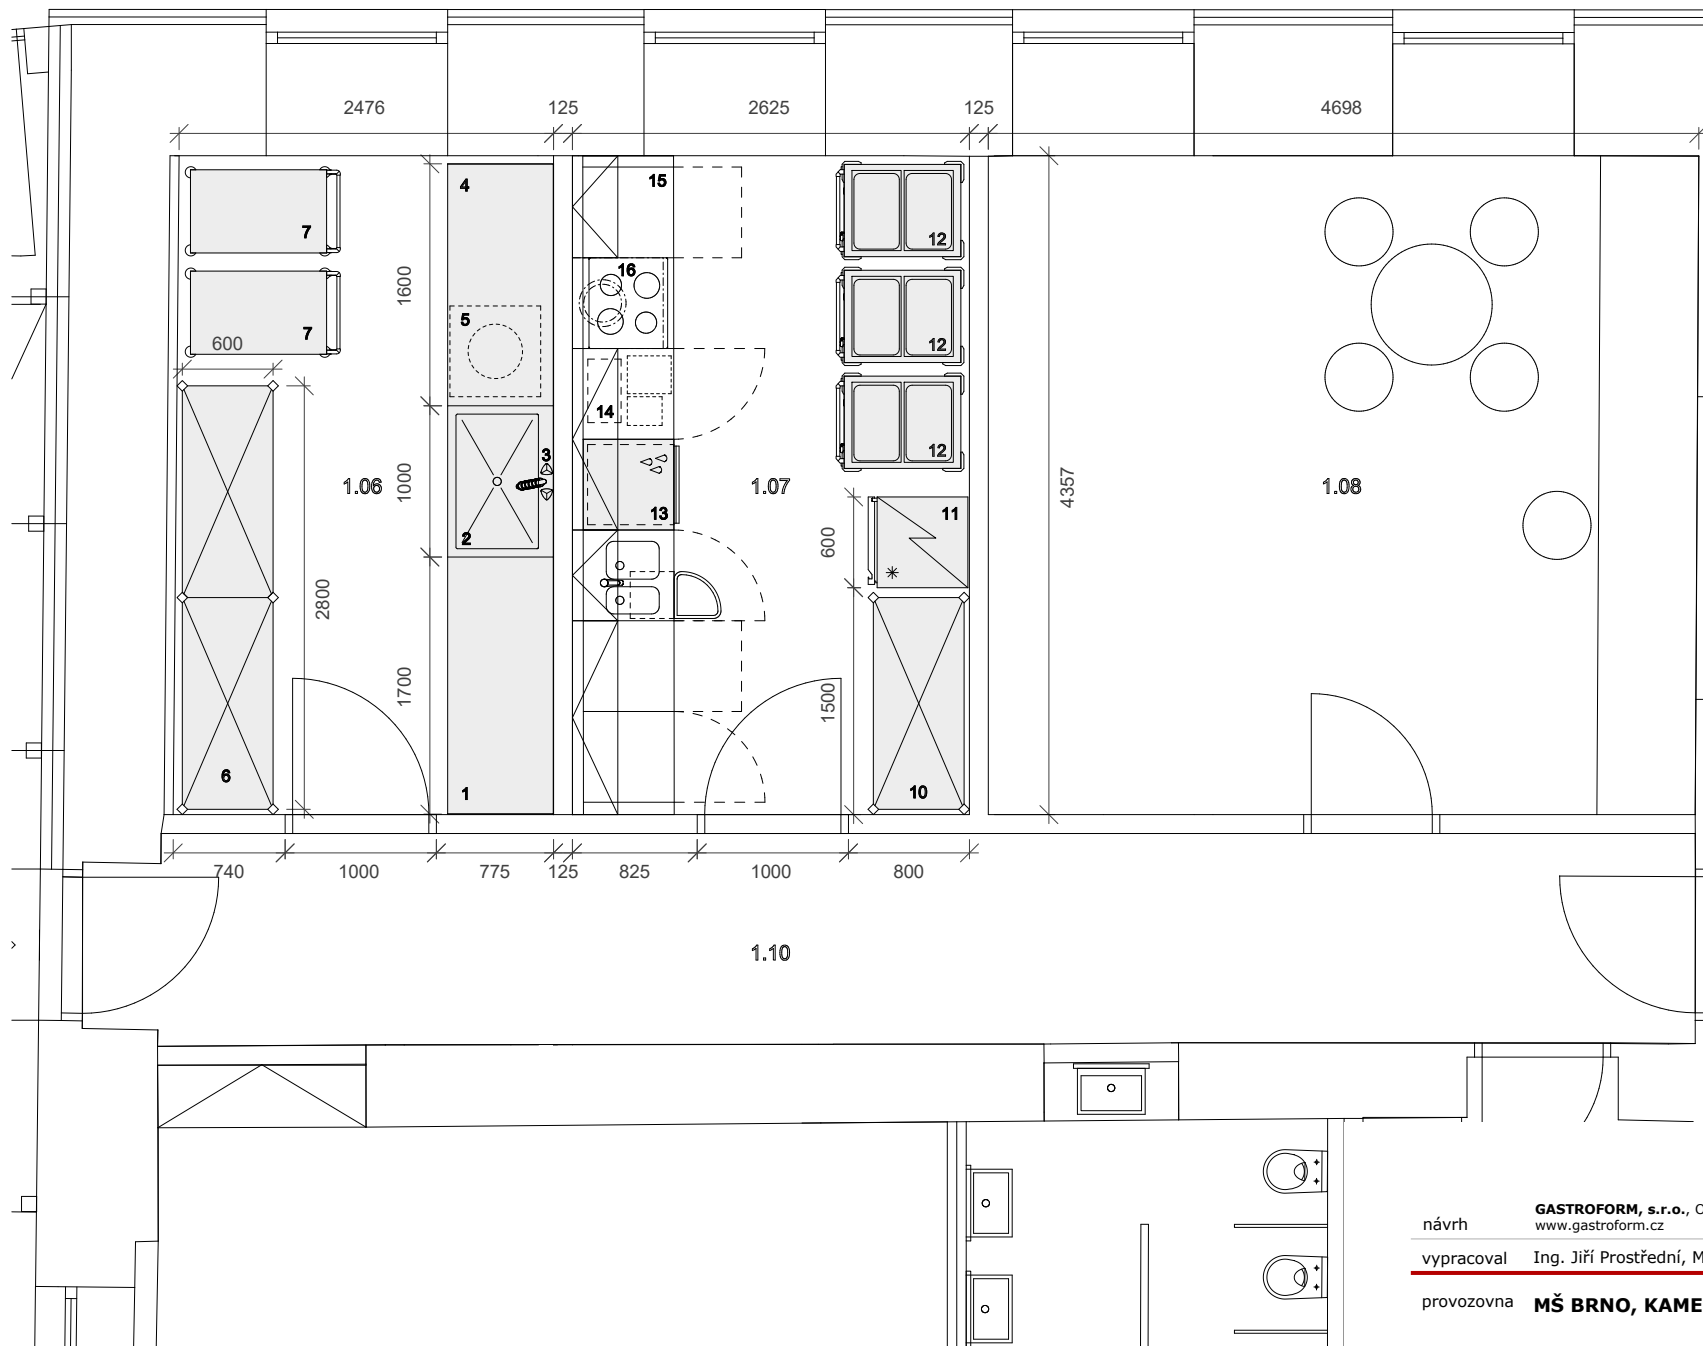 2476 125 2625 125 4698
4 15
7 12
16
1600
5
7 12
600
14
3 12
1.06 1000 1.07 4357 1.08
13 11
2 600
2800
1700 1500
6
1 10
740 1000 775 125 825 1000 800
1.10
návrh GASTROFORM, s.r.o., O
www.gastroform.cz
vypracoval Ing. Jiří Prostřední, M
provozovna MŠ BRNO, KAME